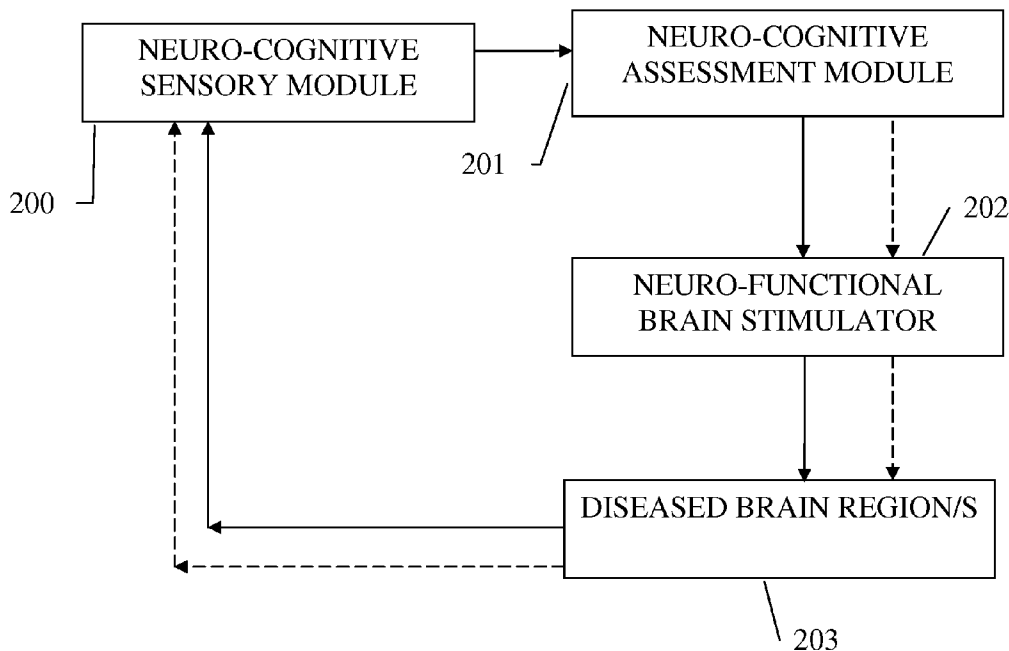 NEURO-COGNITIVE
SENSORY MODULE
NEURO-COGNITIVE
ASSESSMENT MODULE
201
200
202
NEURO-FUNCTIONAL
BRAIN STIMULATOR
DISEASED BRAIN REGION/S
203